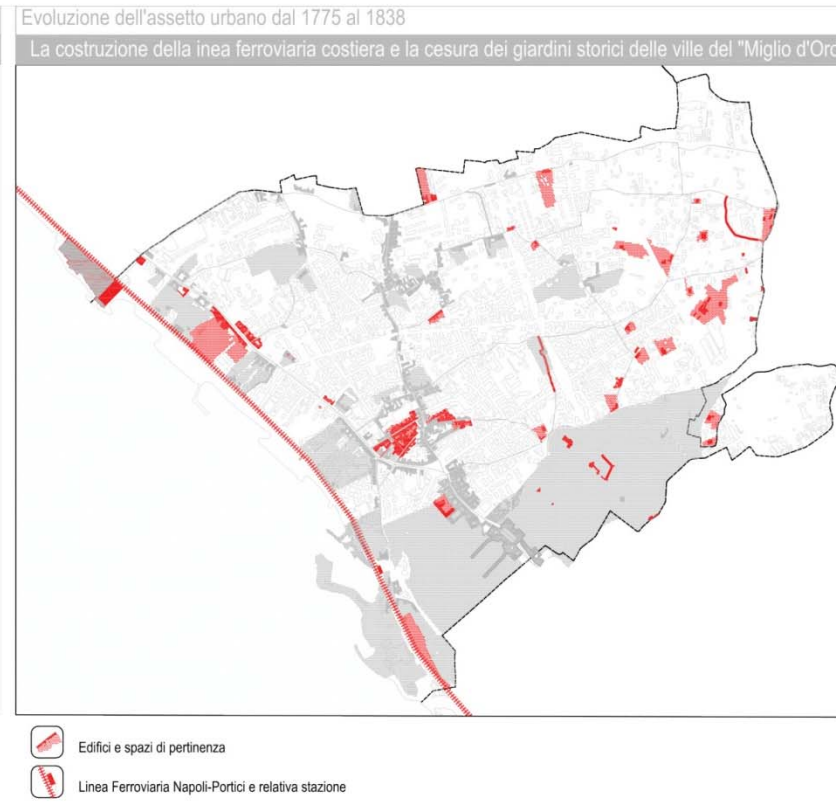 Evoluzione dell'assetto urbano dal 1775 al 1838
La costruzione della inea ferroviaria costiera e la cesura dei giardini storici delle ville del "Miglio d'Oro
Edifici e spazi di pertinenza
Linea Ferroviaria Napoli-Portici e relativa stazione